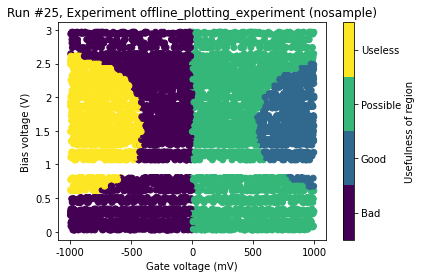 Run #25, Experiment offline_plotting_experiment (nosample)
3
2.5
2
1.5
1
0.5
0
Bias voltage (V)
-1000
-500
0
500
1000
Gate voltage (mV)
Useless
Possible
Good
Bad
Usefulness of region